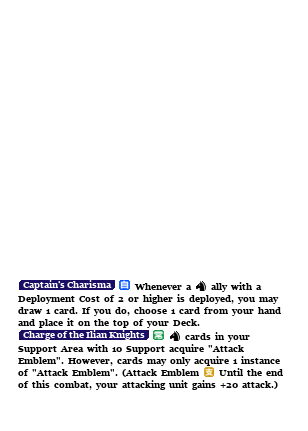 Captain's Charisma Whenever a ally with a
Deployment Cost of 2 or higher is deployed, you may
draw 1 card. If you do, choose 1 card from your hand
and place it on the top of your Deck.
Charge of the Ilian Knights cards in your
Support Area with 10 Support acquire "Attack
Emblem". However, cards may only acquire 1 instance
of "Attack Emblem". (Attack Emblem Until the end
of this combat, your attacking unit gains +20 attack.)